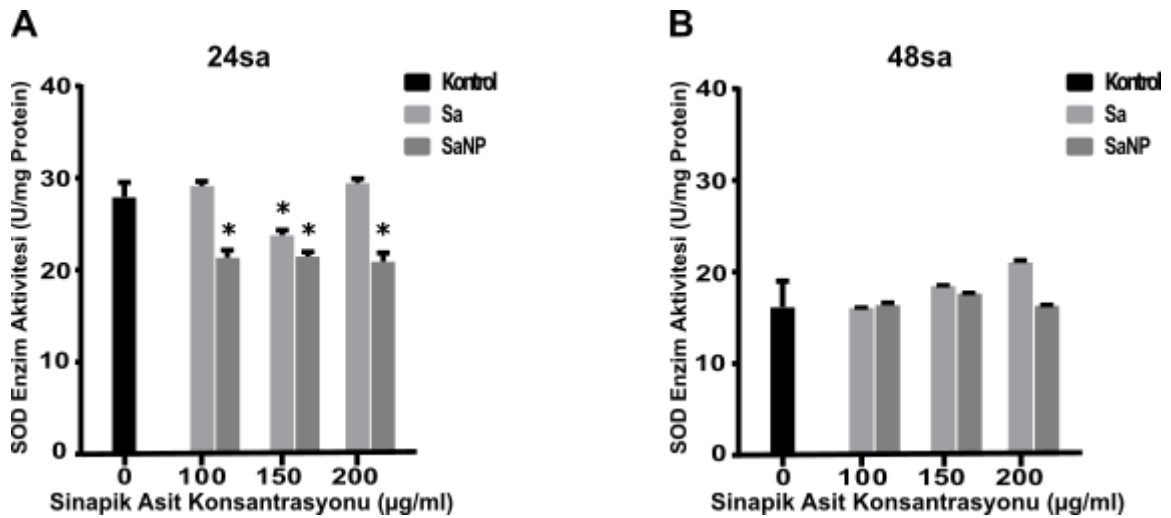 A
24sa
SOD Enzim Aktivitesi (U/mg Protein)
40
30
20
10
0
Kontrol
Sa
SaNP
*
*
*
*
0 100 150 200
Sinapik Asit Konsantrasyonu (µg/ml)
B
48sa
SOD Enzim Aktivitesi (U/mg Protein)
40
30
20
10
0
Kontrol
Sa
SaNP
0 100 150 200
Sinapik Asit Konsantrasyonu (µg/ml)